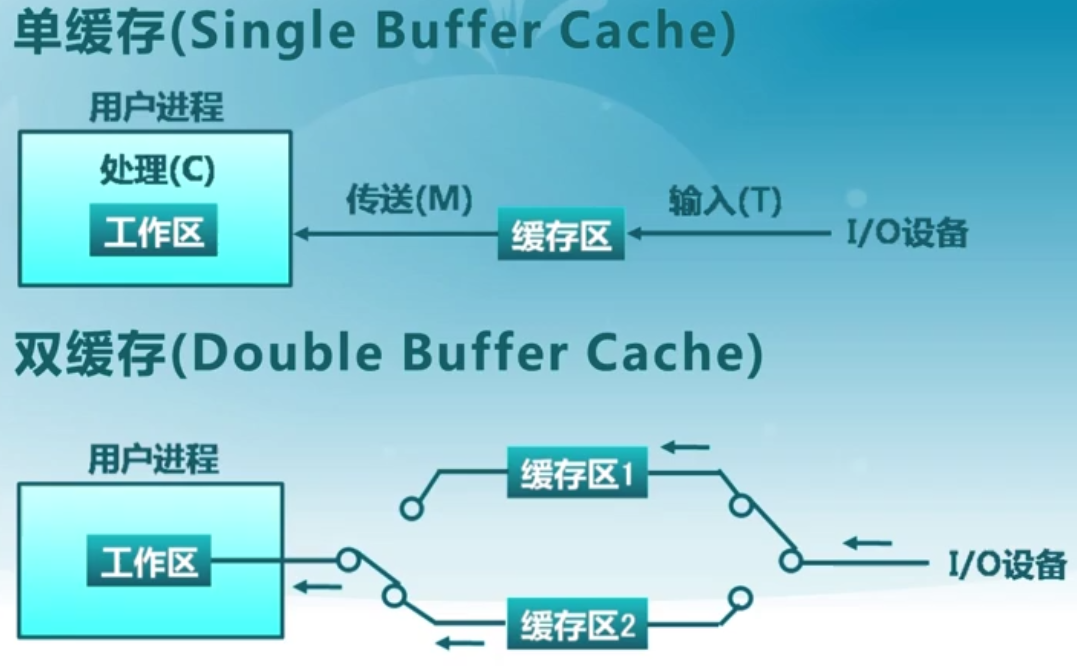 单缓存(Single Buffer Cache)
用户进程
处理(C)
工作区
传送(M)
缓存区
输入(T)
I/O设备
双缓存(Double Buffer Cache)
用户进程
工作区
缓存区1
缓存区2
I/O设备